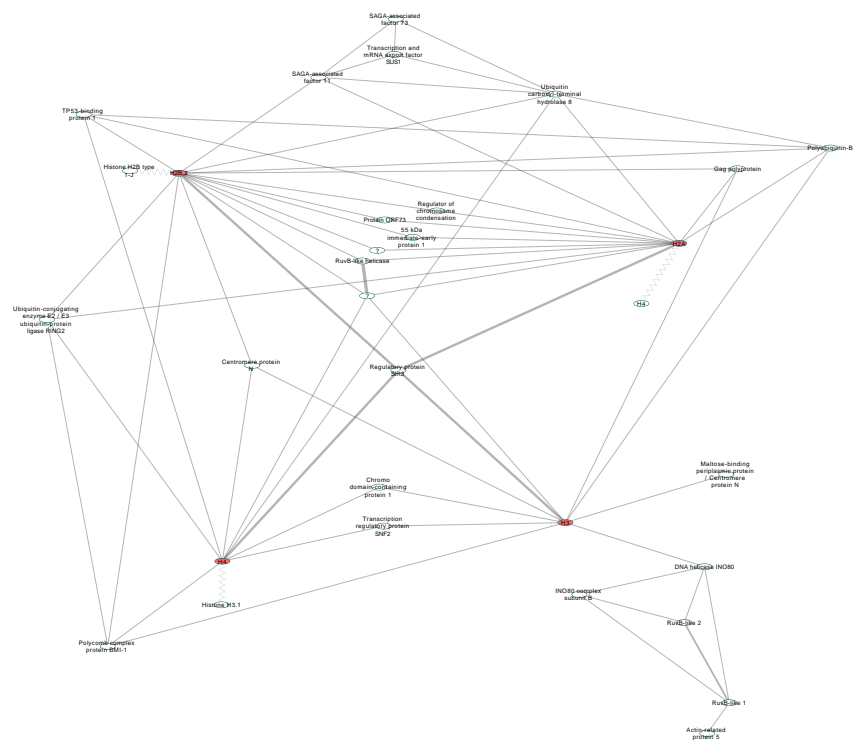 SAGA-associated
factor 73
Transcription and
mRNA export factor
SUS1
SAGA-associated
factor 11
Ubiquitin
carboxyl-terminal
hydrolase 8
TP53-binding
protein 1
Polyubiquitin-B
Histone H2B type
1-J
H2B.2
Gag polyprotein
Regulator of
chromosome
condensation
Protein ORF73
55 kDa
immediate-early
protein 1
?
H2A
RuvB-like helicase
?
H4
Ubiquitin-conjugating
enzyme E2 / E3
ubiquitin-protein
ligase RING2
Centromere protein
N
Regulatory protein
SIR3
Maltose-binding
periplasmic protein
/ Centromere
protein N
Chromo
domain-containing
protein 1
Transcription
regulatory protein
SNF2
H3
H4
DNA helicase INO80
INO80 complex
subunit B
Histone H3.1
RuvB-like 2
Polycomb complex
protein BMI-1
RuvB-like 1
Actin-related
protein 5